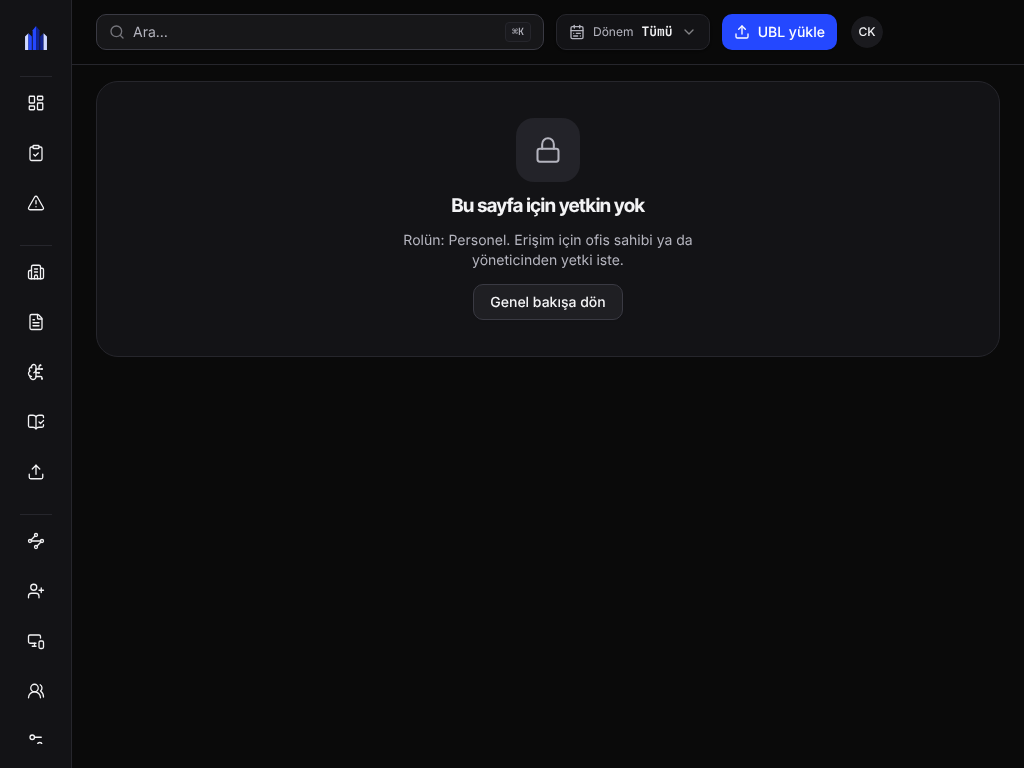 Ara...
⌘K
Dönem Tümü
UBL yükle
CK
Bu sayfa için yetkin yok
Rolün: Personel. Erişim için ofis sahibi ya da
yöneticinden yetki iste.
Genel bakışa dön